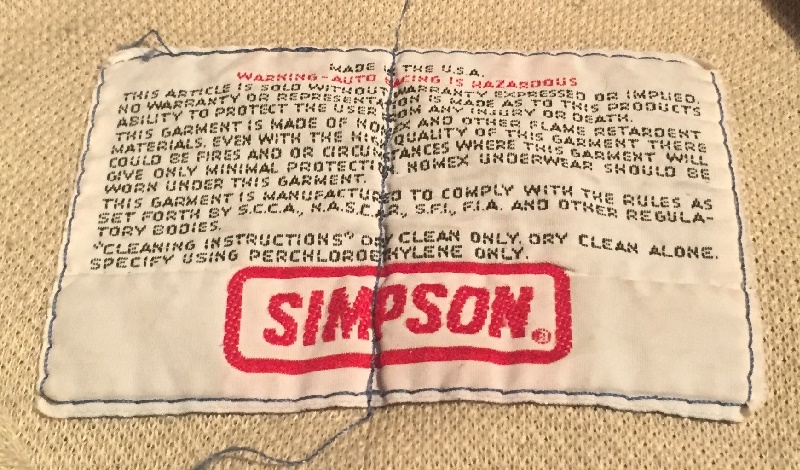 MADE IN THE U.S.A.
WARNING-AUTO RACING IS HAZARDOUS
THIS ARTICLE IS SOLD WITHOUT WARRANTY EXPRESSED OR IMPLIED.
NO WARRANTY OR REPRESENTATION IS MADE AS TO THIS PRODUCTS
ABILITY TO PROTECT THE USER FROM ANY INJURY OR DEATH.
THIS GARMENT IS MADE OF NOMEX AND OTHER FLAME RETARDENT
MATERIALS. EVEN WITH THE HIGH QUALITY OF THIS GARMENT THERE
COULD BE FIRES AND OR CIRCUMSTANCES WHERE THIS GARMENT WILL
GIVE ONLY MINIMAL PROTECTION. NOMEX UNDERWEAR SHOULD BE
WORN UNDER THIS GARMENT.
THIS GARMENT IS MANUFACTURED TO COMPLY WITH THE RULES AS
SET FORTH BY S.C.C.A., N.A.S.C.A.R., S.F.I., F.I.A. AND OTHER REGULA-
TORY BODIES.
"CLEANING INSTRUCTIONS" DRY CLEAN ONLY, DRY CLEAN ALONE.
SPECIFY USING PERCHLOROETHYLENE ONLY.
SIMPSON®